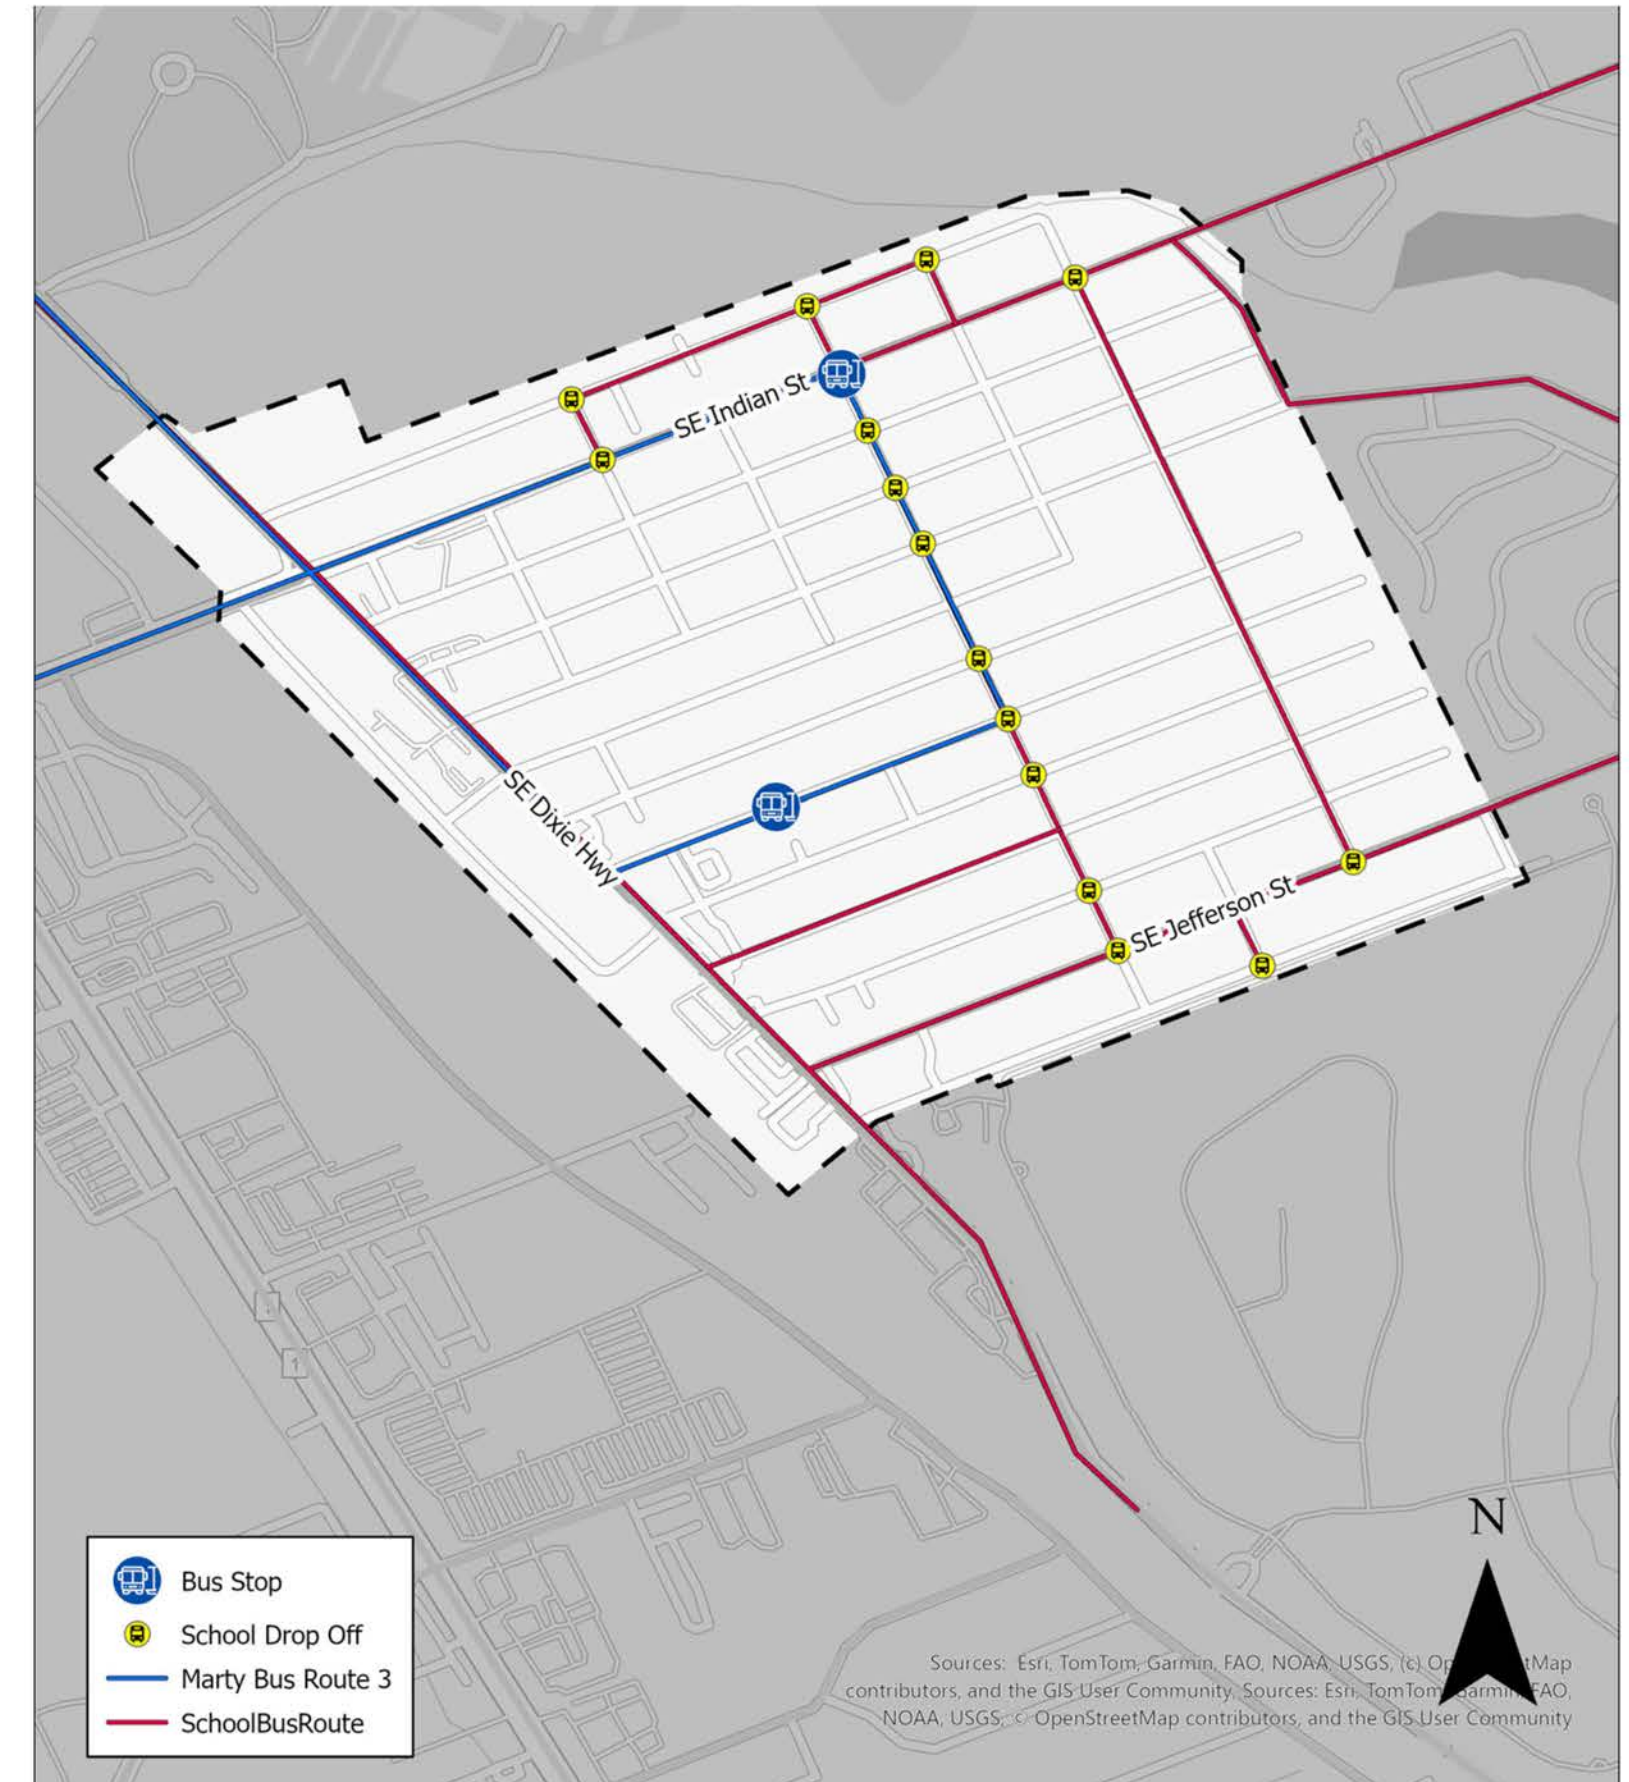 SE Indian St
SE Dixie Hwy
SE Jefferson St
1
N
Bus Stop
School Drop Off
Marty Bus Route 3
SchoolBusRoute
Sources: Esri, TomTom, Garmin, FAO, NOAA, USGS, (c)
contributors, and the GIS User Community, Sources: Esri, TomTom, FAO,
NOAA, USGS, © OpenStreetMap contributors, and the GIS User Community